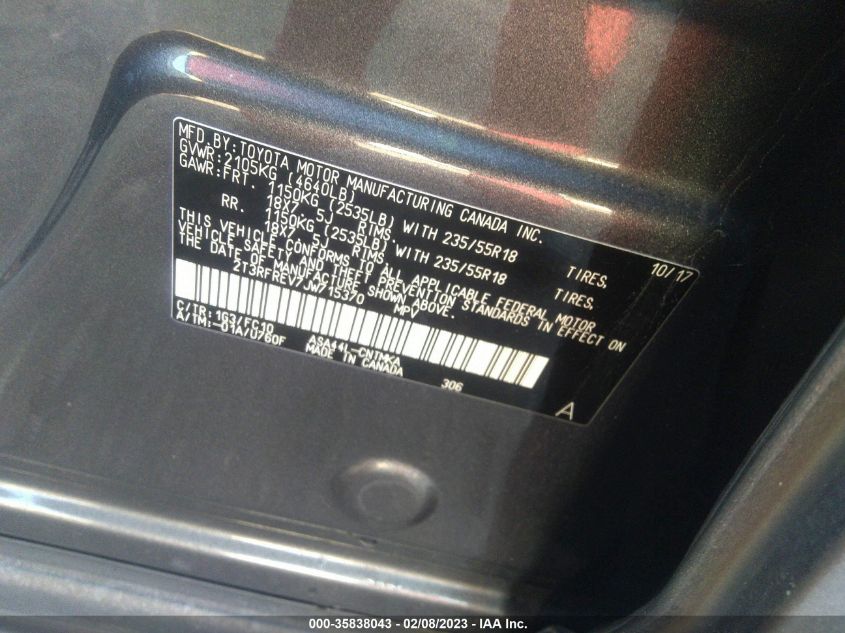 MFD BY:TOYOTA MOTOR MANUFACTURING CANADA INC. 10/17
GVWR:2105KG (4640LB)
GAWR:FRT. 1150KG (2535LB) WITH 235/55R18 TIRES,
18X7.5J RIMS.
RR. 1150KG (2535LB) WITH 235/55R18 TIRES,
18X7.5J RIMS.
THIS VEHICLE CONFORMS TO ALL APPLICABLE FEDERAL MOTOR
VEHICLE SAFETY AND THEFT PREVENTION STANDARDS IN EFFECT ON
THE DATE OF MANUFACTURE SHOWN ABOVE.
2T3RFREV7JW715370 MPV
C/TR:1G3/FC10 ASA44L-CNTMKA
A/TM:-01A/U760F MADE IN CANADA 306
A
000-35838043 - 02/08/2023 - IAA Inc.